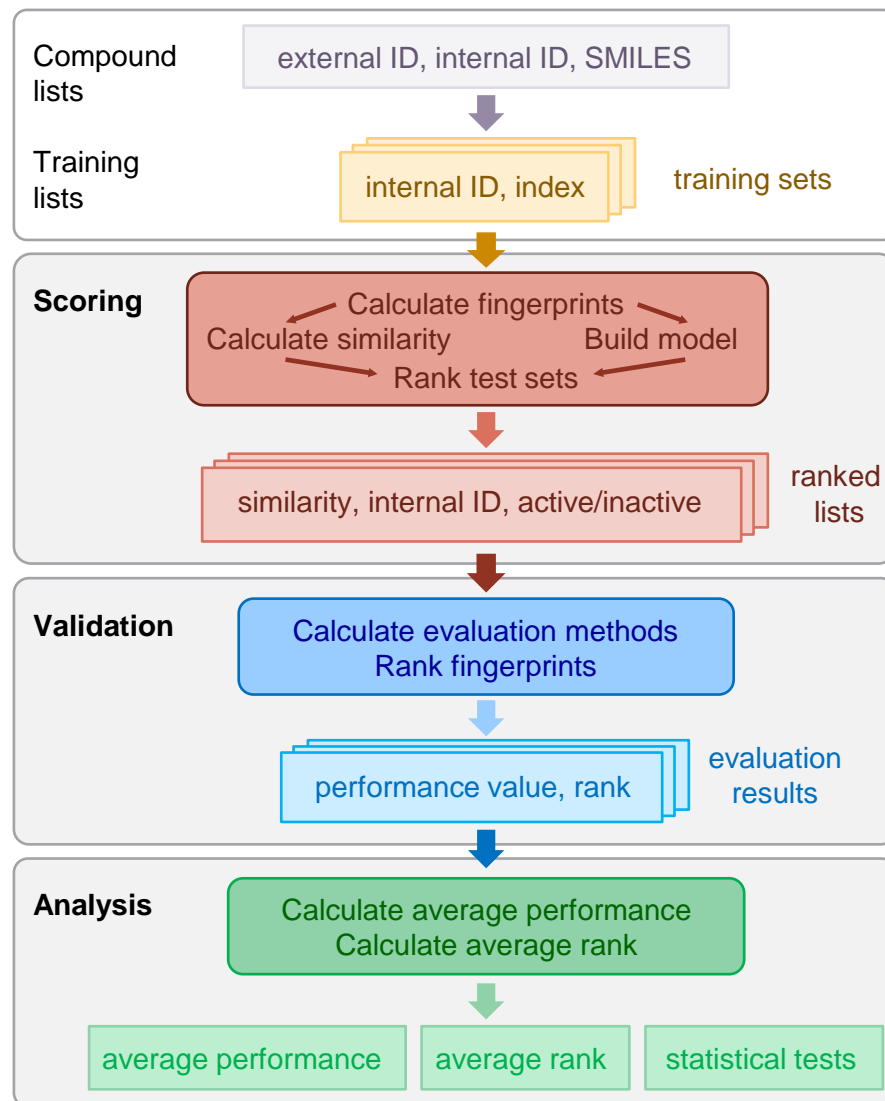 Compound
lists
external ID, internal ID, SMILES
Training
lists
internal ID, index
training sets
Scoring
Calculate fingerprints
Calculate similarity
Build model
Rank test sets
similarity, internal ID, active/inactive
ranked
lists
Validation
Calculate evaluation methods
Rank fingerprints
performance value, rank
evaluation
results
Analysis
Calculate average performance
Calculate average rank
average performance
average rank
statistical tests